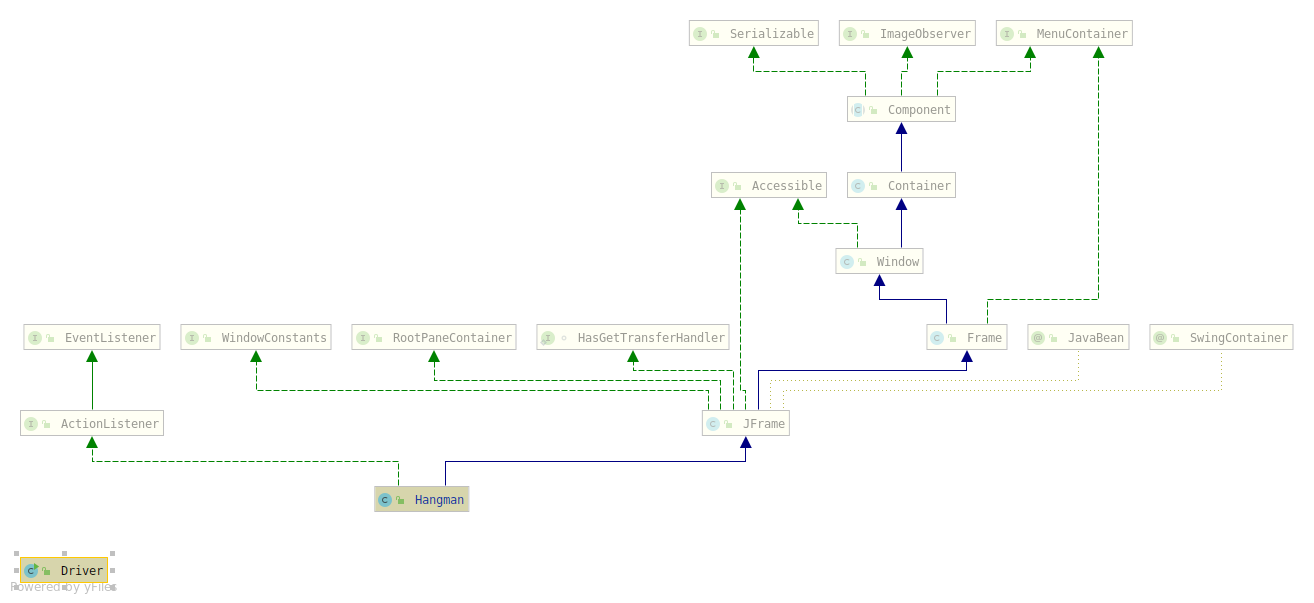 Serializable
ImageObserver
MenuContainer
Component
Accessible
Container
Window
EventListener
WindowConstants
RootPaneContainer
HasGetTransferHandler
Frame
JavaBean
SwingContainer
ActionListener
JFrame
Hangman
Driver
Powered by yFiles